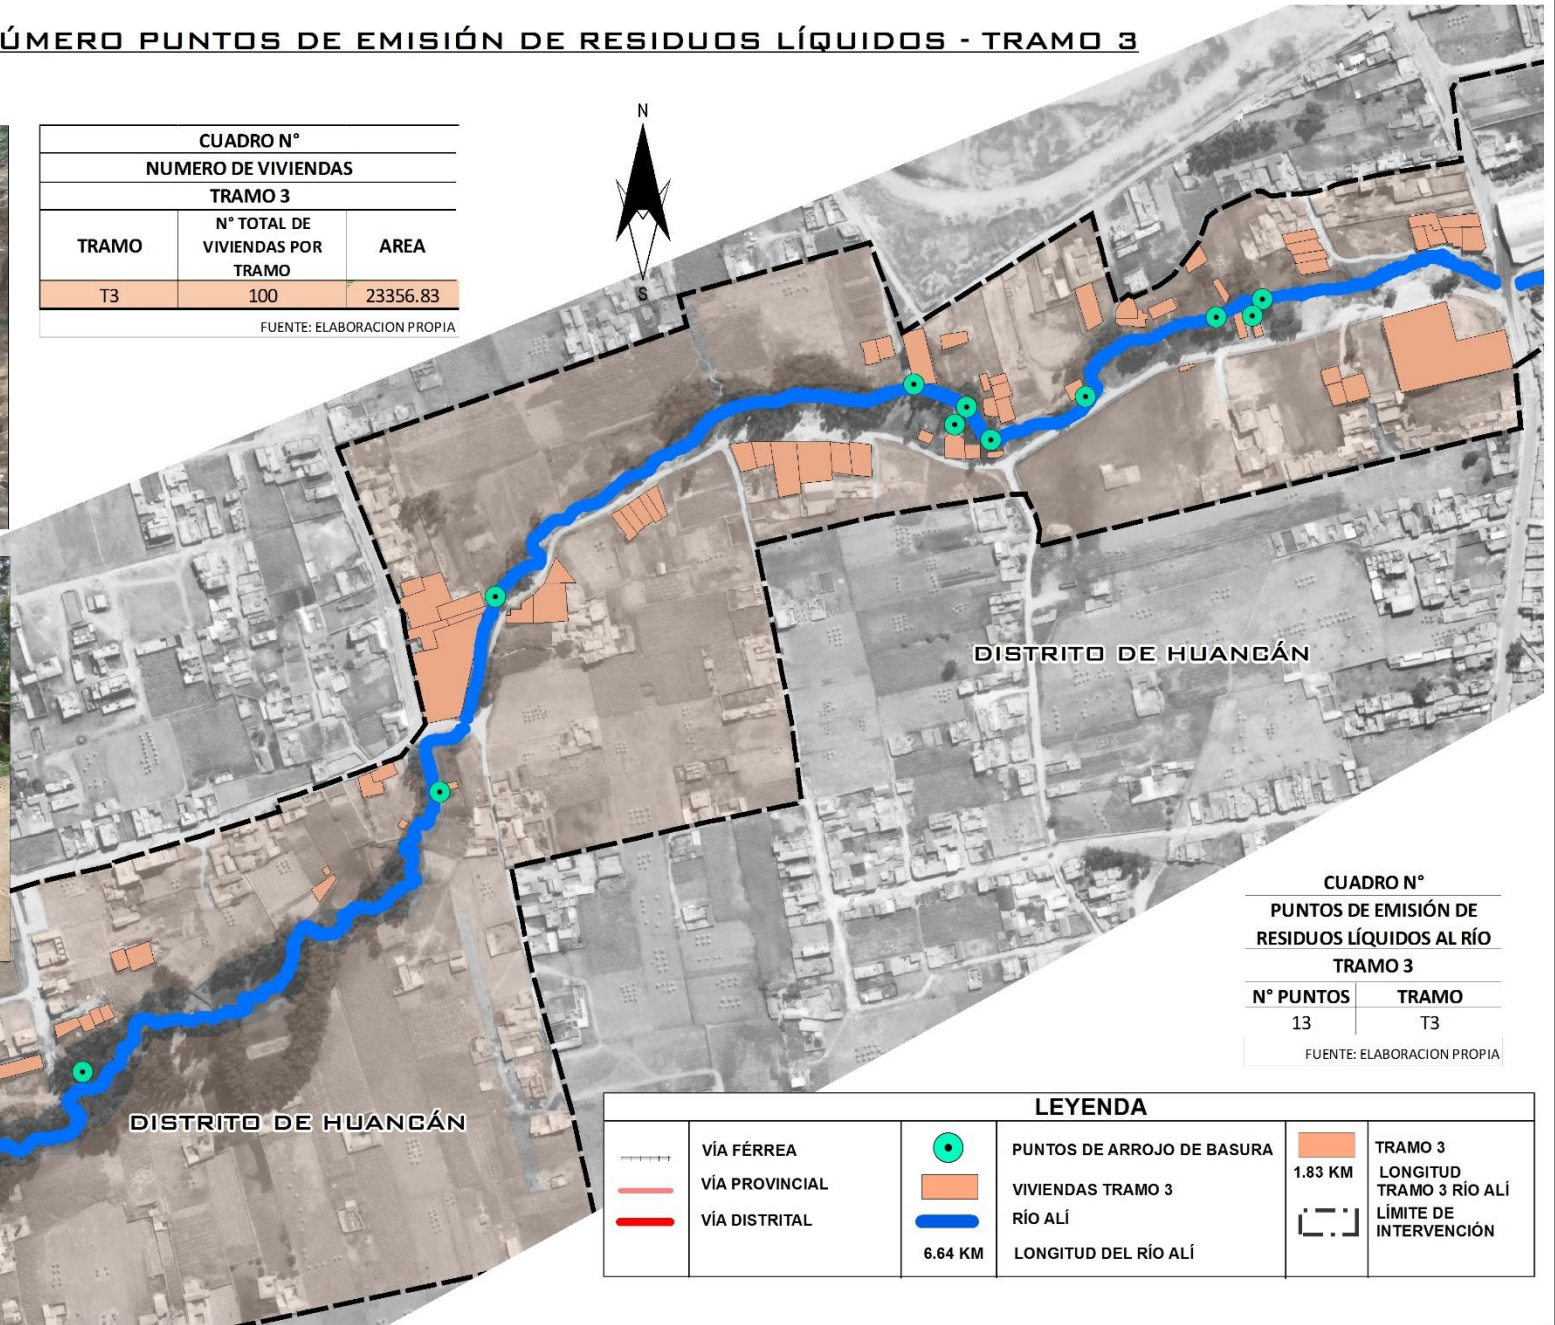 ÚMERO PUNTOS DE EMISIÓN DE RESIDUOS LÍQUIDOS - TRAMO 3
CUADRO N°
NUMERO DE VIVIENDAS
TRAMO 3
TRAMO
N° TOTAL DE
VIVIENDAS POR
TRAMO
AREA
T3
100
23356.83
FUENTE: ELABORACION PROPIA
N
S
DISTRITO DE HUANCÁN
DISTRITO DE HUANCÁN
CUADRO N°
PUNTOS DE EMISIÓN DE
RESIDUOS LÍQUIDOS AL RÍO
TRAMO 3
N° PUNTOS
TRAMO
13
T3
FUENTE: ELABORACION PROPIA
LEYENDA
VÍA FÉRREA
VÍA PROVINCIAL
VÍA DISTRITAL
PUNTOS DE ARROJO DE BASURA
VIVIENDAS TRAMO 3
RÍO ALÍ
6.64 KM
LONGITUD DEL RÍO ALÍ
TRAMO 3
1.83 KM
LONGITUD
TRAMO 3 RÍO ALÍ
LÍMITE DE
INTERVENCIÓN